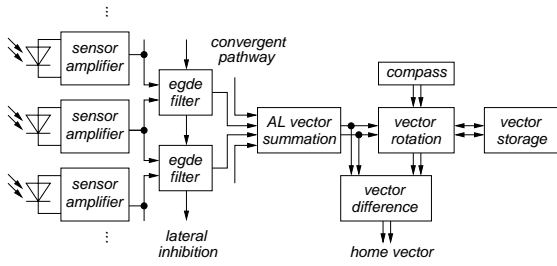 ...
sensor
amplifier
sensor
amplifier
sensor
amplifier
...
egde
filter
egde
filter
lateral
inhibition
convergent
pathway
AL vector
summation
compass
vector
rotation
vector
storage
vector
difference
home vector